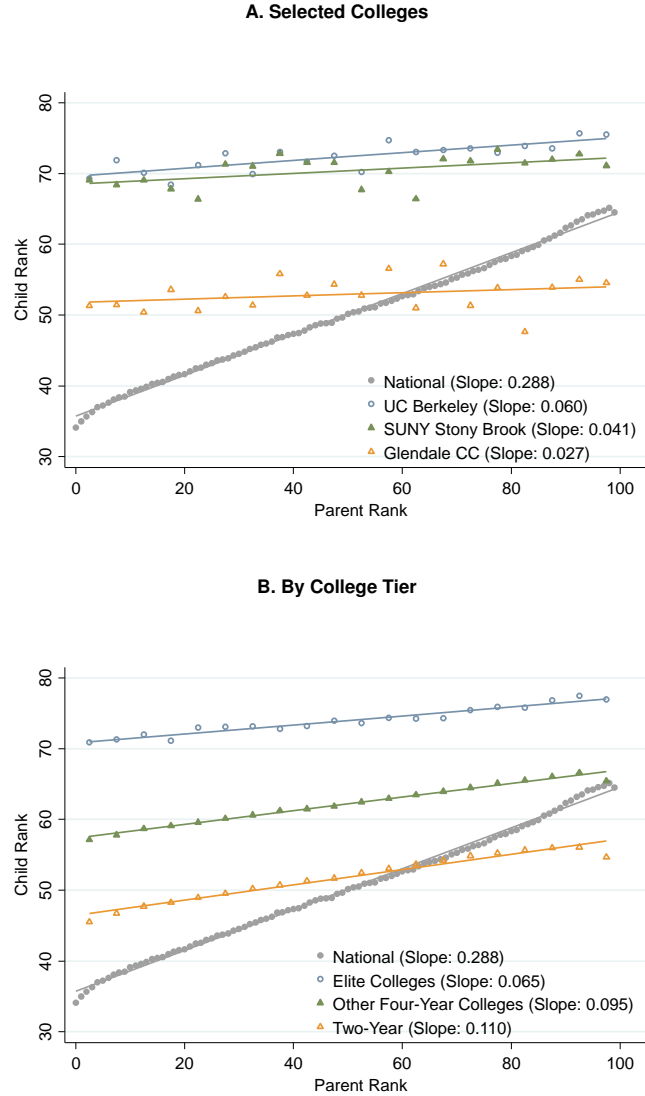 A. Selected Colleges
80
70
60
50
40
30
Child Rank
National (Slope: 0.288)
UC Berkeley (Slope: 0.060)
SUNY Stony Brook (Slope: 0.041)
Glendale CC (Slope: 0.027)
0 20 40 60 80 100
Parent Rank
B. By College Tier
80
70
60
50
40
30
Child Rank
National (Slope: 0.288)
Elite Colleges (Slope: 0.065)
Other Four-Year Colleges (Slope: 0.095)
Two-Year (Slope: 0.110)
0 20 40 60 80 100
Parent Rank